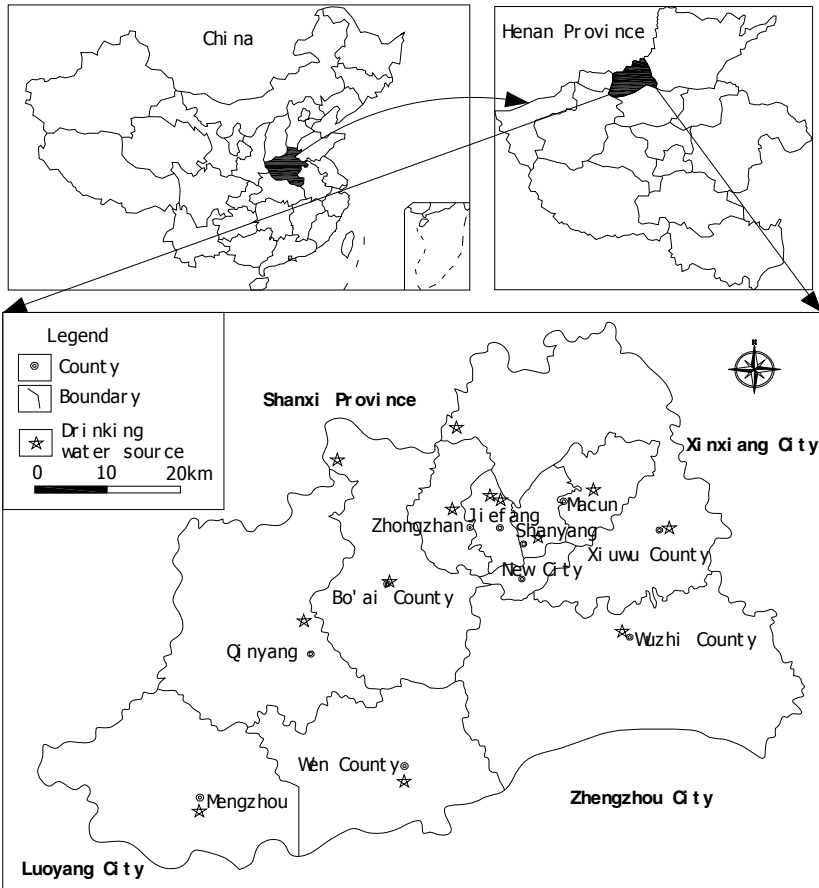 China
Henan Province
Legend
County
Boundary
Drinking
water source
0 10 20km
Shanxi Province
Xinxiang City
Macun
Jiefang
Zhongzhan
Shanyang
Xiuwu County
New City
Bo'ai County
Wuzhi County
Qinyang
Wen County
Mengzhou
Zhengzhou City
Luoyang City